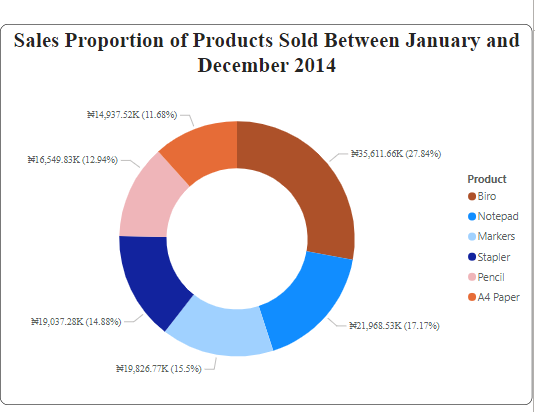 Sales Proportion of Products Sold Between January and
December 2014
₦14,937.52K (11.68%)
₦35,611.66K (27.84%)
₦16,549.83K (12.94%)
Product
Biro
Notepad
Markers
Stapler
Pencil
A4 Paper
₦19,037.28K (14.88%)
₦21,968.53K (17.17%)
₦19,826.77K (15.5%)